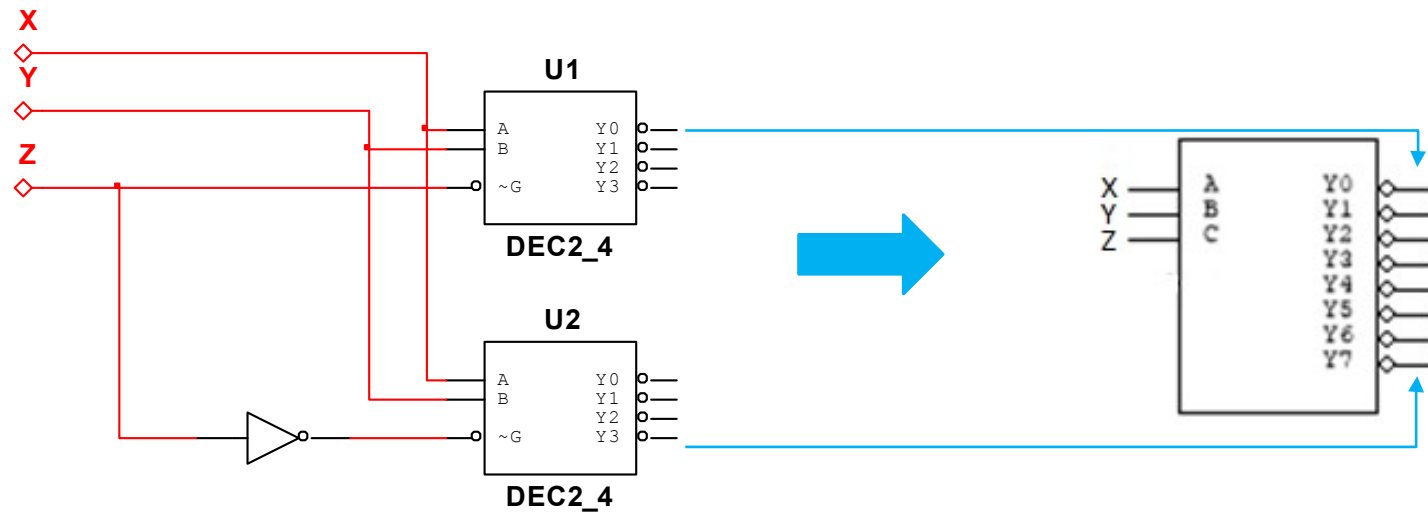 X
Y
Z
U1
A Y0
B Y1
Y2
~G Y3
DEC2_4
U2
A Y0
B Y1
Y2
~G Y3
DEC2_4
X A Y0
Y B Y1
Z C Y2
Y3
Y4
Y5
Y6
Y7